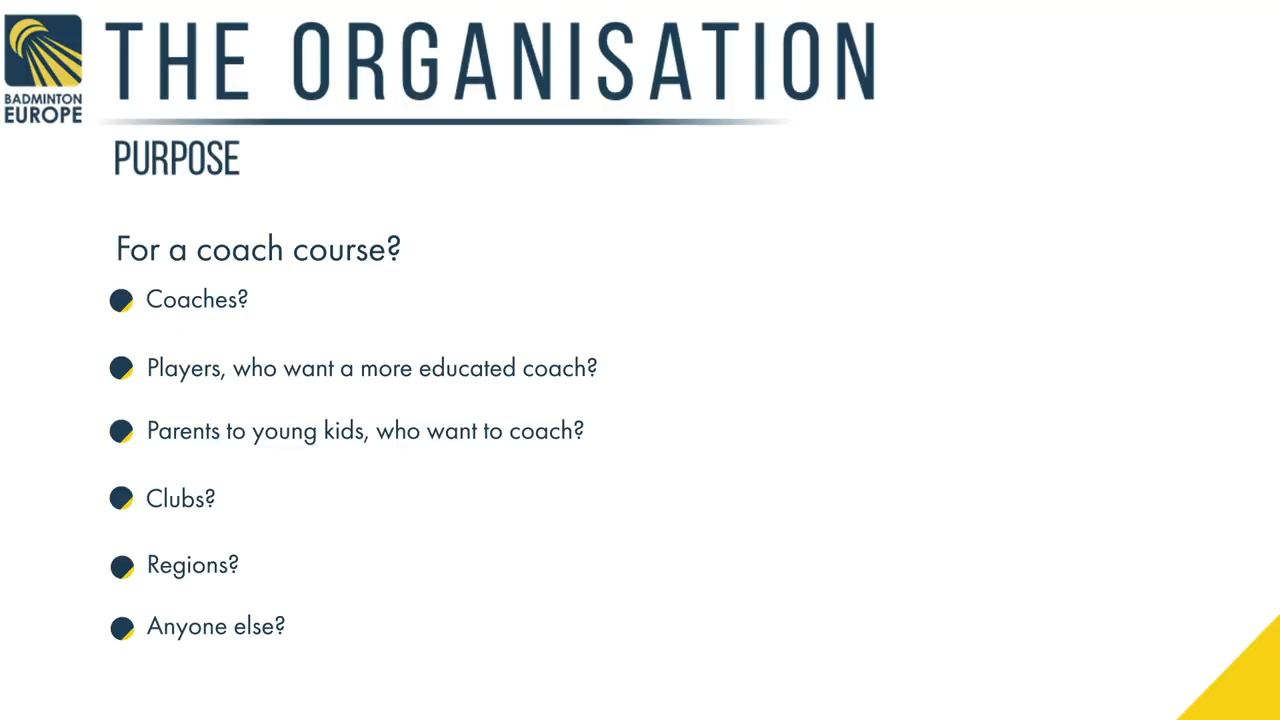 THE ORGANISATION
BADMINTON
EUROPE
PURPOSE
For a coach course?
Coaches?
Players, who want a more educated coach?
Parents to young kids, who want to coach?
Clubs?
Regions?
Anyone else?